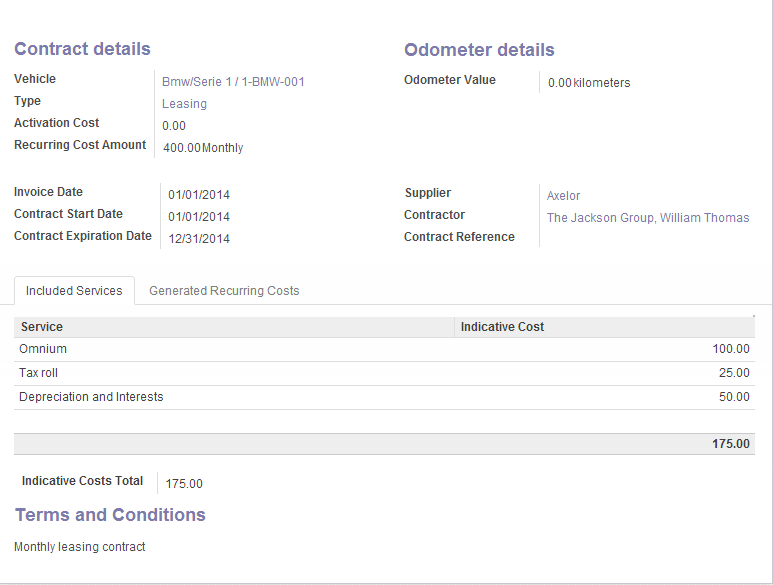 Contract details
Vehicle Bmw/Serie 1 / 1-BMW-001
Type Leasing
Activation Cost 0.00
Recurring Cost Amount 400.00Monthly
Odometer details
Odometer Value 0.00kilometers
Invoice Date 01/01/2014
Contract Start Date 01/01/2014
Contract Expiration Date 12/31/2014
Supplier Axelor
Contractor The Jackson Group, William Thomas
Contract Reference
Included Services Generated Recurring Costs
Service Indicative Cost
Omnium 100.00
Tax roll 25.00
Depreciation and Interests 50.00
175.00
Indicative Costs Total 175.00
Terms and Conditions
Monthly leasing contract